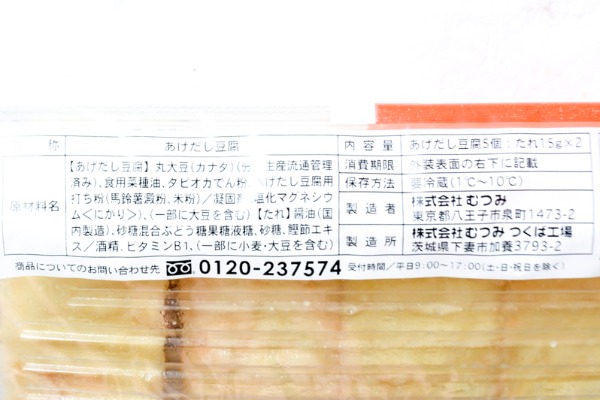 称 あけだし豆腐
原材料名
【あけだし豆腐】丸大豆(カナダ)(分 生産流通管理
済み)、食用菜種油、タピオカでん粉、 けだし豆腐用
打ち粉(馬鈴薯澱粉、米粉)/凝固 塩化マグネシウ
ム<にがり>、(一部に大豆を含む)【たれ】醤油(国
内製造)、砂糖混合ぶどう糖果糖液糖、砂糖、鰹節エキ
ス/酒精、ビタミンB1、(一部に小麦・大豆を含む)
内容量 あけだし豆腐5個:たれ15g×2
消費期限 外装表面の右下に記載
保存方法 要冷蔵(1℃〜10℃)
製造者 株式会社 むつみ
東京都八王子市泉町1473-2
製造所 株式会社 むつみ つくば工場
茨城県下妻市加養3793-2
商品についてのお問い合わせ先 0120-237574 受付時間/平日9:00〜17:00(土・日・祝日を除く)